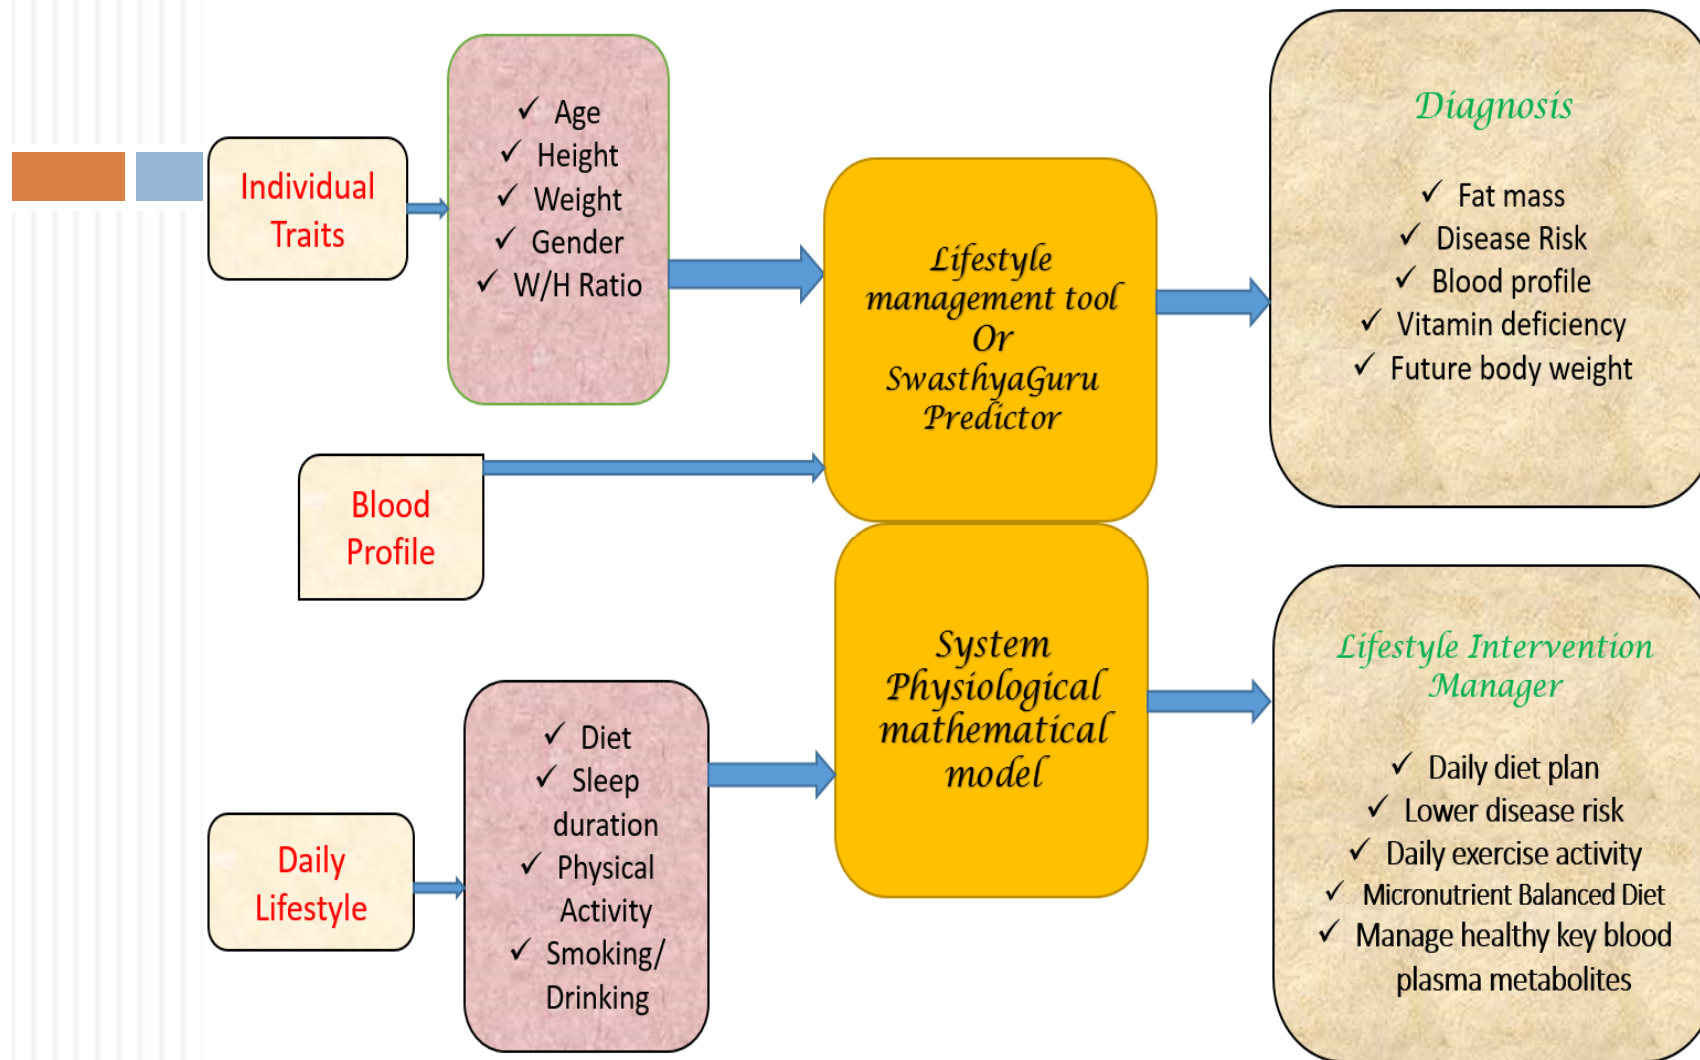 Individual
Traits
✓ Age
✓ Height
✓ Weight
✓ Gender
✓ W/H Ratio
Blood
Profile
Daily
Lifestyle
✓ Diet
✓ Sleep
duration
✓ Physical
Activity
✓ Smoking/
Drinking
Lifestyle
management tool
Or
SwasthyaGuru
Predictor
System
Physiological
mathematical
model
Diagnosis
✓ Fat mass
✓ Disease Risk
✓ Blood profile
✓ Vitamin deficiency
✓ Future body weight
Lifestyle Intervention
Manager
✓ Daily diet plan
✓ Lower disease risk
✓ Daily exercise activity
✓ Micronutrient Balanced Diet
✓ Manage healthy key blood
plasma metabolites